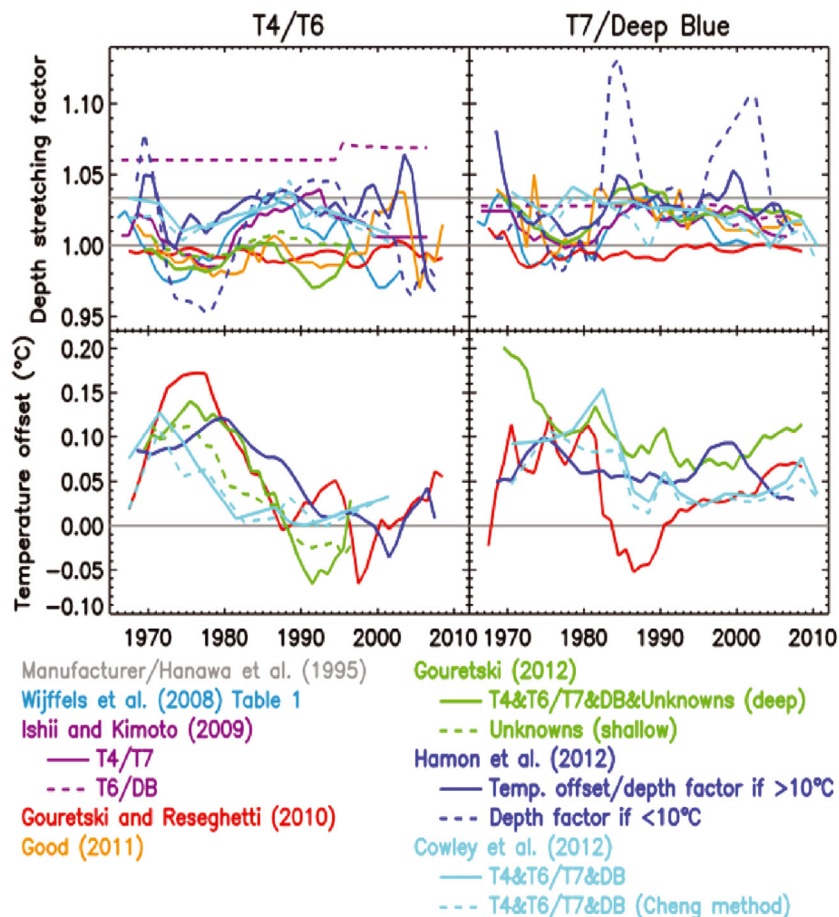 T4/T6
T7/Deep Blue
Depth stretching factor
1.10
1.05
1.00
0.95
Temperature offset (°C)
0.20
0.15
0.10
0.05
0.00
−0.05
−0.10
1970 1980 1990 2000 2010
1970 1980 1990 2000 2010
Manufacturer/Hanawa et al. (1995)
Wijffels et al. (2008) Table 1
Ishii and Kimoto (2009)
T4/T7
T6/DB
Gouretski and Reseghetti (2010)
Good (2011)
Gouretski (2012)
T4&T6/T7&DB&Unknowns (deep)
Unknowns (shallow)
Hamon et al. (2012)
Temp. offset/depth factor if >10°C
Depth factor if <10°C
Cowley et al. (2012)
T4&T6/T7&DB
T4&T6/T7&DB (Cheng method)